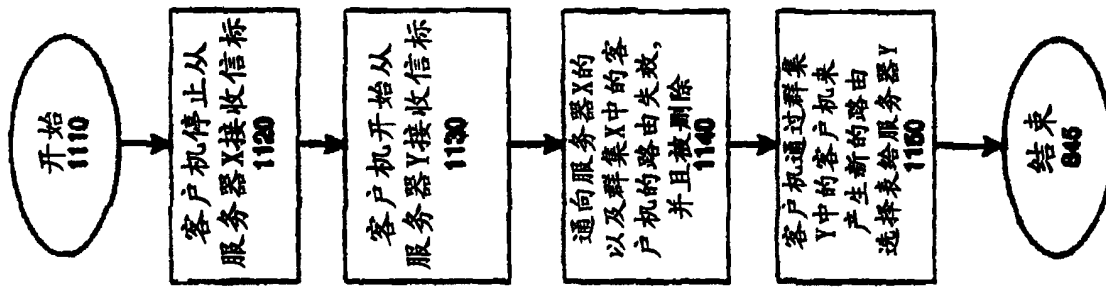 开始
1110
客户机停止从
服务器X接收信标
1120
客户机开始从
服务器Y接收信标
1130
通向服务器X的
以及群集X中的客
户机的路由失效,
并且被删除
1140
客户机通过群集
Y中的客户机来
产生新的路由
选择表给服务器Y
1150
结束
845